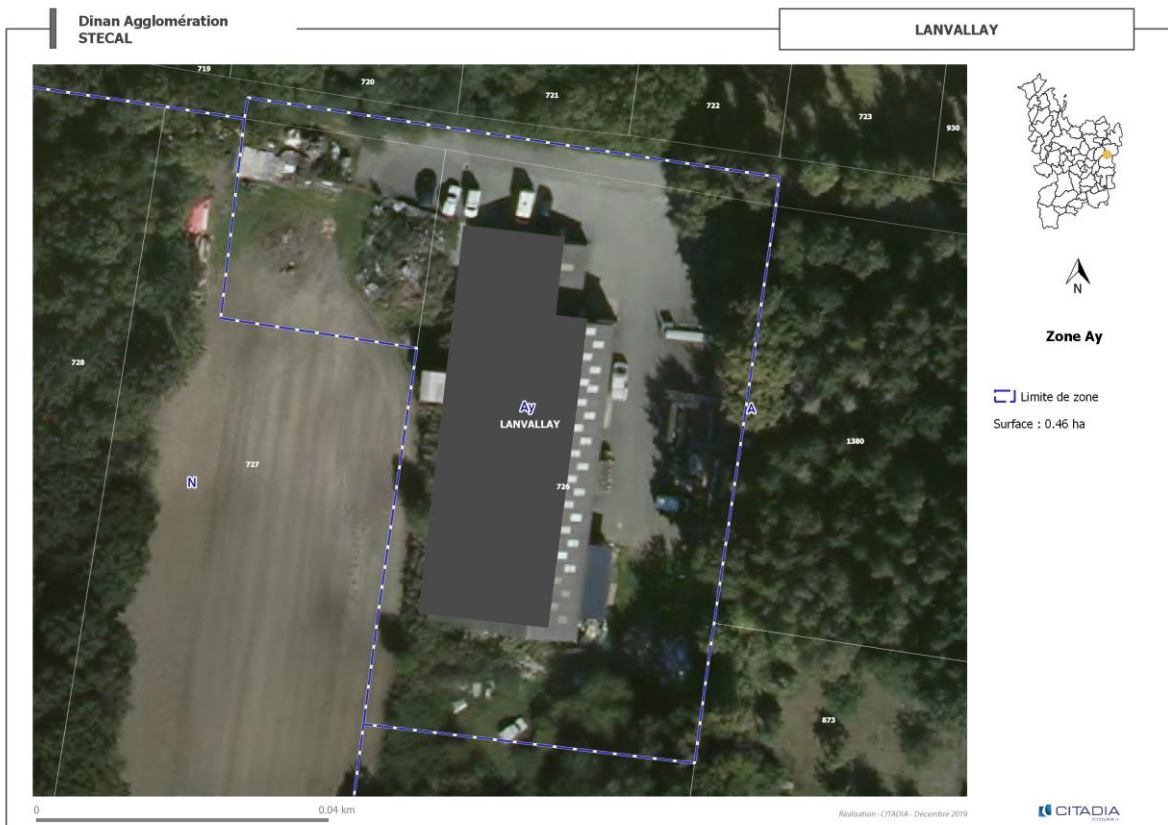 Dinan Agglomération
STECAL
LANVALLAY
719
720
721
722
723
930
N
Zone Ay
Limite de zone
Surface : 0.46 ha
728
Ay
LANVALLAY
A
1380
727
N
726
873
0
0.04 km
Réalisation : CITADIA - Décembre 2019
CITADIA
CONSEIL